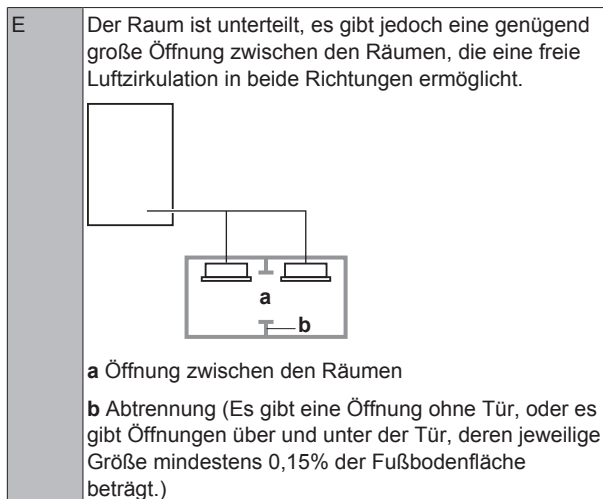 E
Der Raum ist unterteilt, es gibt jedoch eine genügend
große Öffnung zwischen den Räumen, die eine freie
Luftzirkulation in beide Richtungen ermöglicht.
a
b
a Öffnung zwischen den Räumen
b Abtrennung (Es gibt eine Öffnung ohne Tür, oder es
gibt Öffnungen über und unter der Tür, deren jeweilige
Größe mindestens 0,15% der Fußbodenfläche
beträgt.)